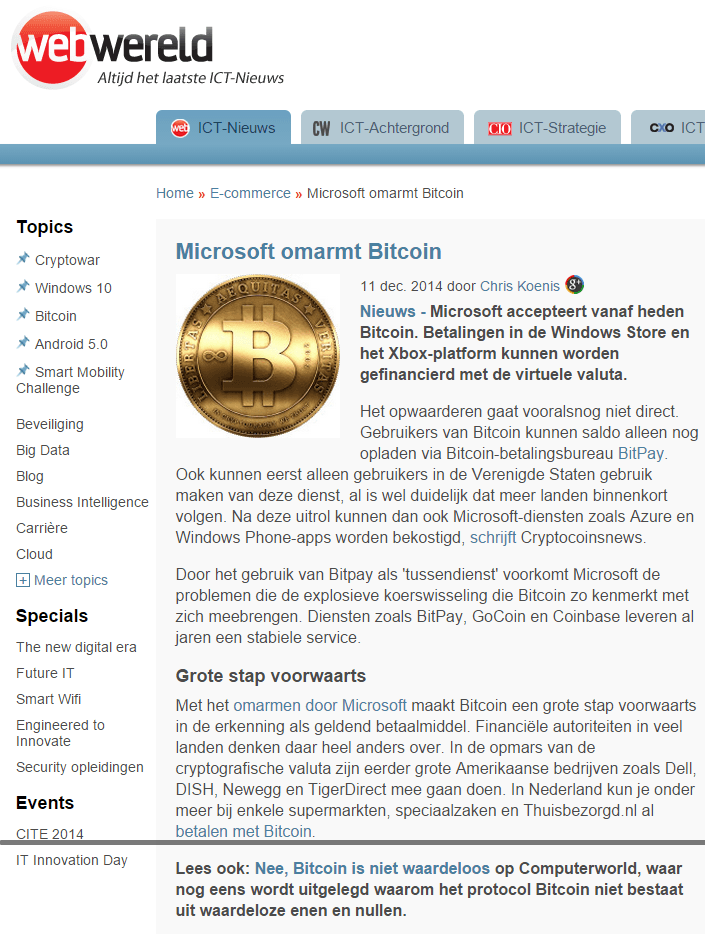 webwereld
Altijd het laatste ICT-Nieuws
web ICT-Nieuws
CW ICT-Achtergrond
CIO ICT-Strategie
CXO ICT
Home » E-commerce » Microsoft omarmt Bitcoin
Topics
Cryptowar
Windows 10
Bitcoin
Android 5.0
Smart Mobility
Challenge
Beveiliging
Big Data
Blog
Business Intelligence
Carrière
Cloud
+ Meer topics
Specials
The new digital era
Future IT
Smart Wifi
Engineered to
Innovate
Security opleidingen
Events
CITE 2014
IT Innovation Day
Microsoft omarmt Bitcoin
LIBERTAS AEQUITAS VERITAS
B
11 dec. 2014 door Chris Koenis g+
Nieuws - Microsoft accepteert vanaf heden
Bitcoin. Betalingen in de Windows Store en
het Xbox-platform kunnen worden
gefinancierd met de virtuele valuta.
Het opwaarderen gaat vooralsnog niet direct.
Gebruikers van Bitcoin kunnen saldo alleen nog
opladen via Bitcoin-betalingsbureau BitPay.
Ook kunnen eerst alleen gebruikers in de Verenigde Staten gebruik
maken van deze dienst, al is wel duidelijk dat meer landen binnenkort
volgen. Na deze uitrol kunnen dan ook Microsoft-diensten zoals Azure en
Windows Phone-apps worden bekostigd, schrijft Cryptocoinsnews.
Door het gebruik van Bitpay als 'tussendienst' voorkomt Microsoft de
problemen die de explosieve koerswisseling die Bitcoin zo kenmerkt met
zich meebrengen. Diensten zoals BitPay, GoCoin en Coinbase leveren al
jaren een stabiele service.
Grote stap voorwaarts
Met het omarmen door Microsoft maakt Bitcoin een grote stap voorwaarts
in de erkenning als geldend betaalmiddel. Financiële autoriteiten in veel
landen denken daar heel anders over. In de opmars van de
cryptografische valuta zijn eerder grote Amerikaanse bedrijven zoals Dell,
DISH, Newegg en TigerDirect mee gaan doen. In Nederland kun je onder
meer bij enkele supermarkten, speciaalzaken en Thuisbezorgd.nl al
betalen met Bitcoin.
Lees ook: Nee, Bitcoin is niet waardeloos op Computerworld, waar
nog eens wordt uitgelegd waarom het protocol Bitcoin niet bestaat
uit waardeloze enen en nullen.